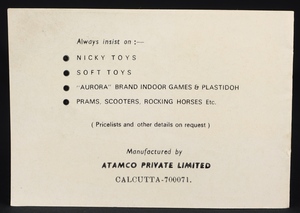 Always insist on :—
NICKY TOYS
SOFT TOYS
"AURORA" BRAND INDOOR GAMES & PLASTIDOH
PRAMS, SCOOTERS, ROCKING HORSES Etc.
( Pricelists and other details on request )
Manufactured by
ATAMCO PRIVATE LIMITED
CALCUTTA-700071.